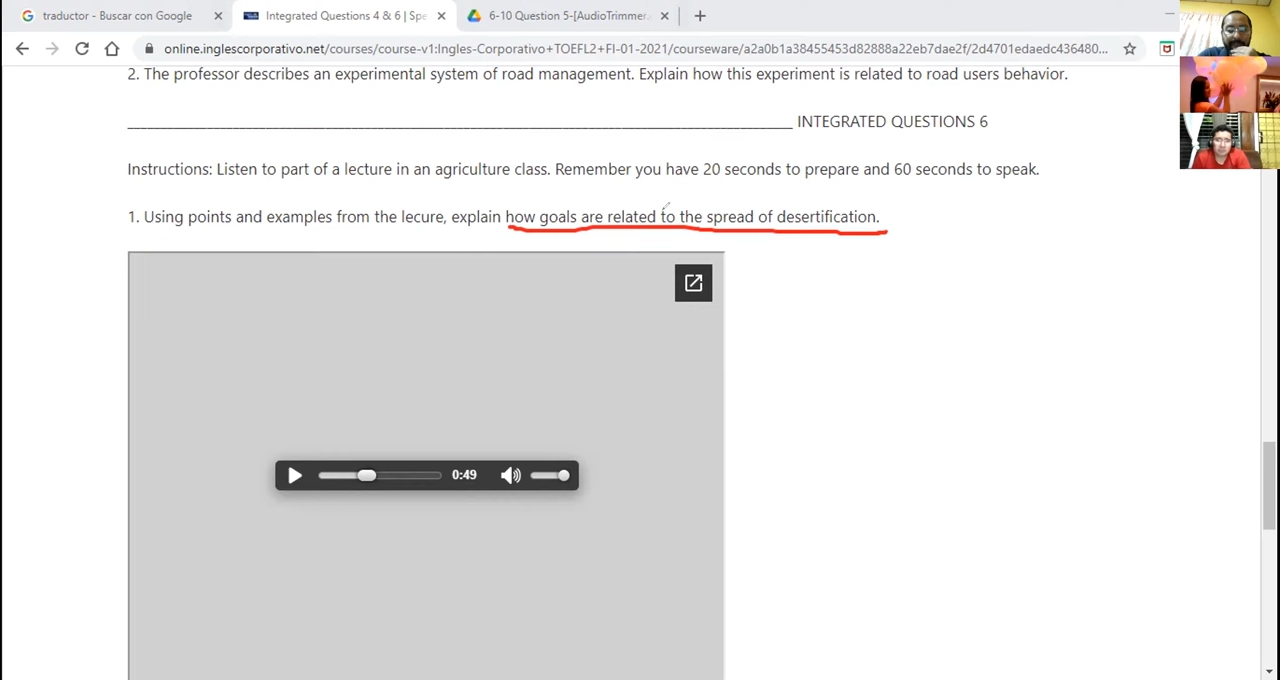 traductor - Buscar con Google
Integrated Questions 4 & 6 | Spe
6-10 Question 5-[AudioTrimmer.
online.inglescorporativo.net/courses/course-v1:Ingles-Corporativo+TOEFL2+FI-01-2021/courseware/a2a0b1a38455453d82888a22eb7dae2f/2d4701edaedc436480...
2. The professor describes an experimental system of road management. Explain how this experiment is related to road users behavior.
INTEGRATED QUESTIONS 6
Instructions: Listen to part of a lecture in an agriculture class. Remember you have 20 seconds to prepare and 60 seconds to speak.
1. Using points and examples from the lecure, explain how goals are related to the spread of desertification.
0:49